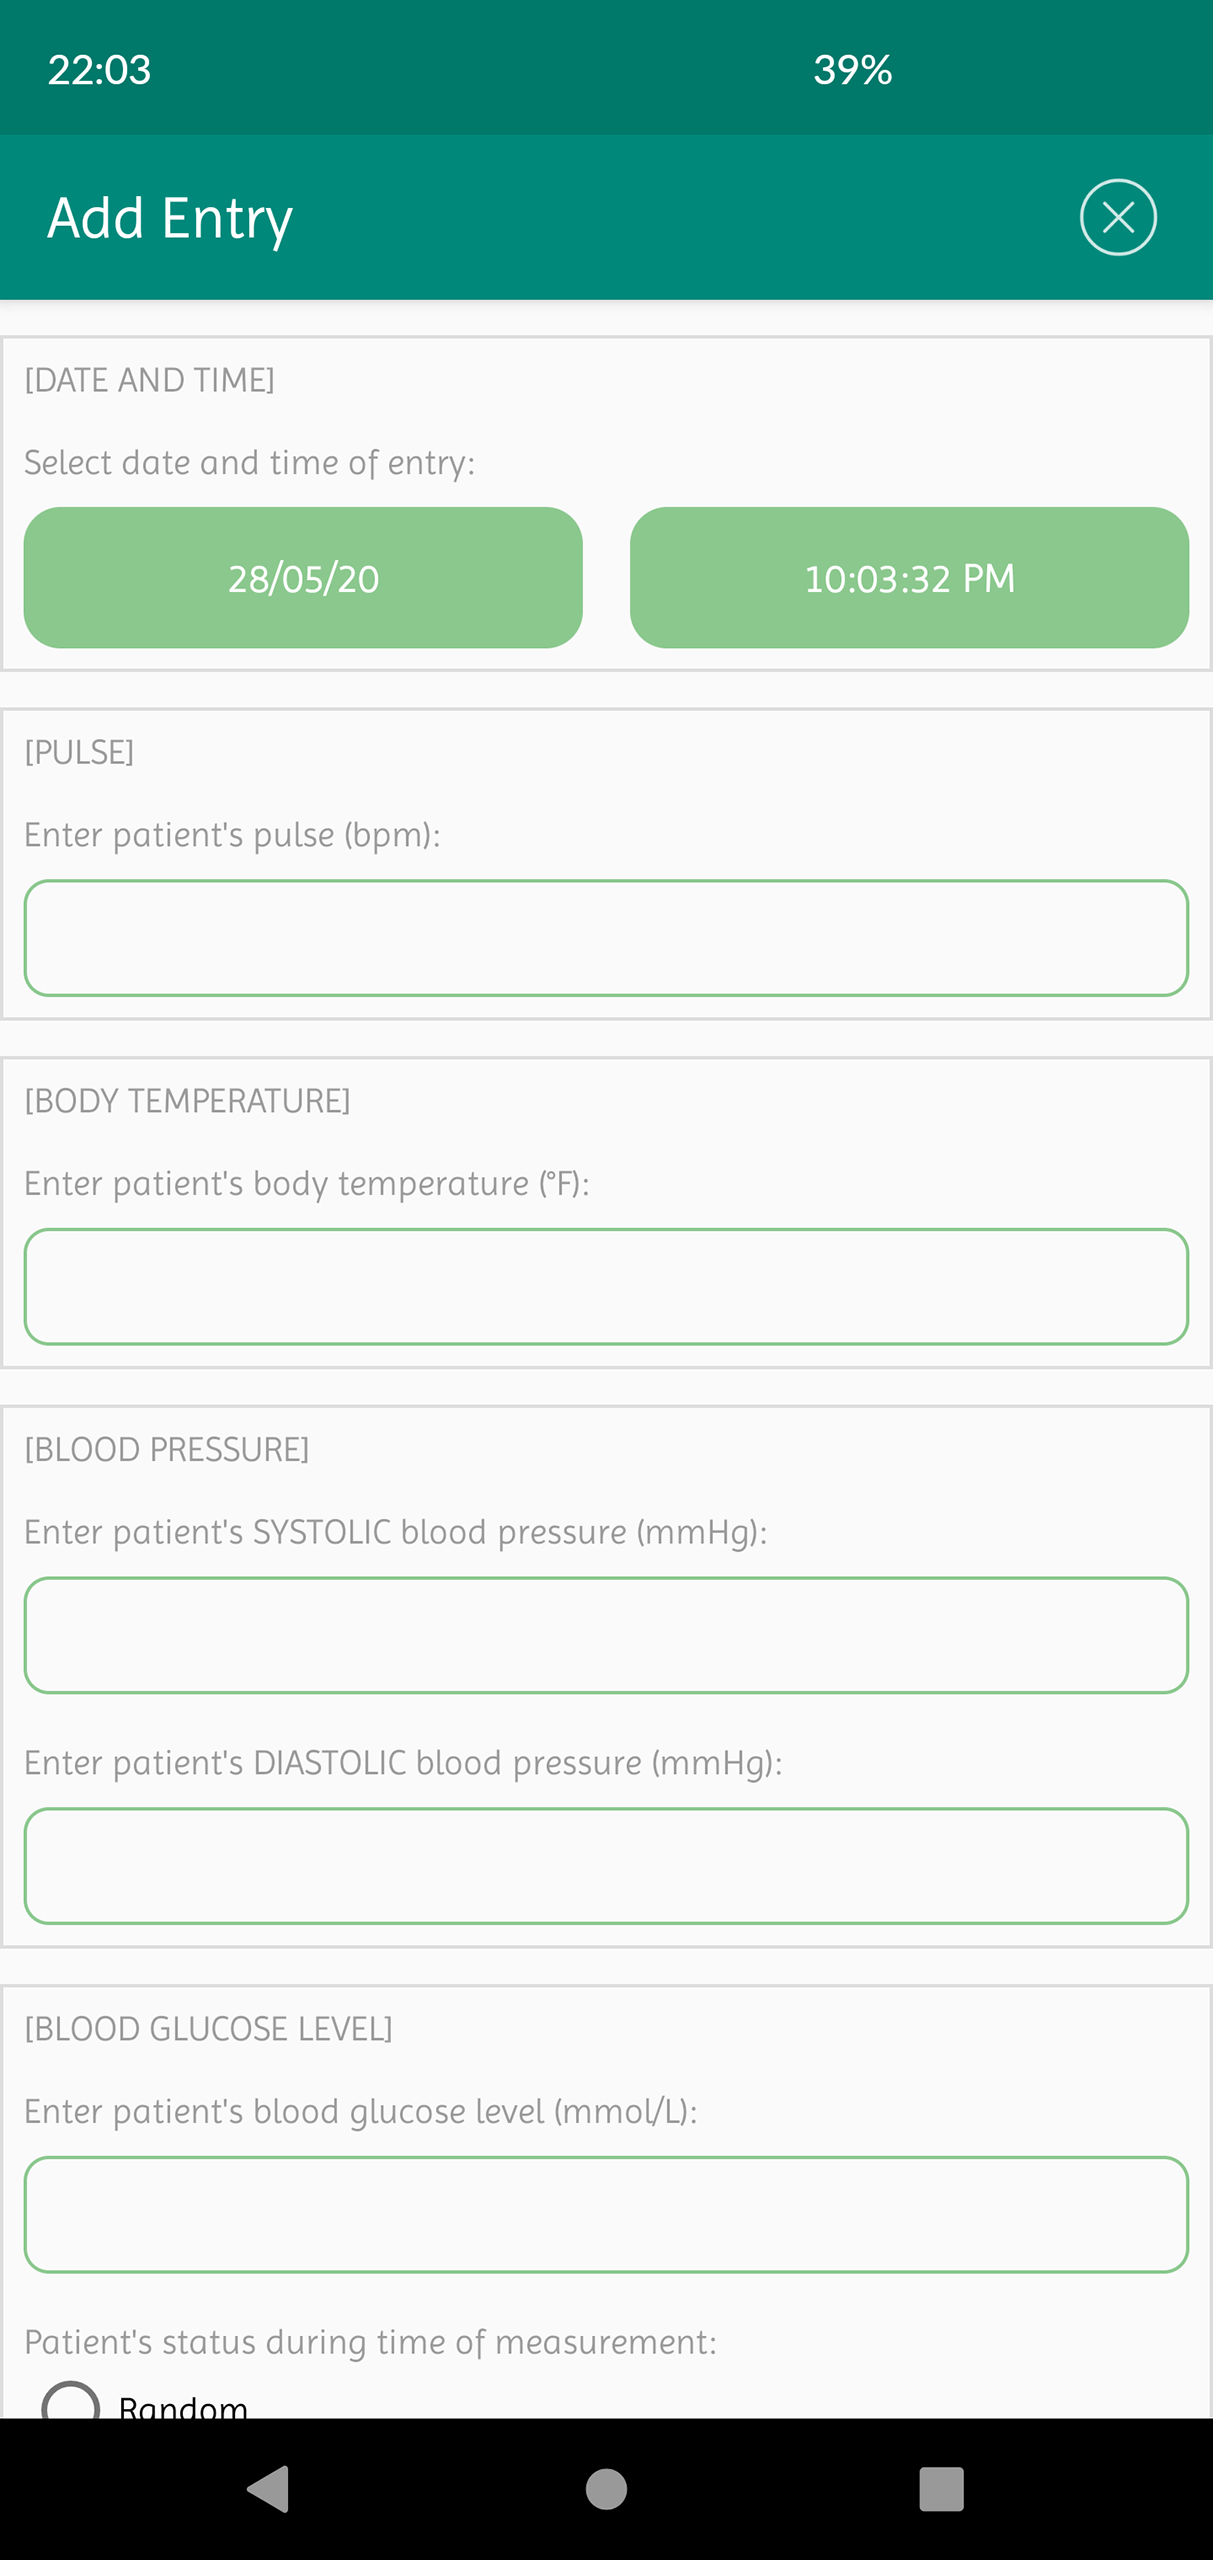 22:03 39%
Add Entry
[DATE AND TIME]
Select date and time of entry:
28/05/20 10:03:32 PM
[PULSE]
Enter patient's pulse (bpm):
[BODY TEMPERATURE]
Enter patient's body temperature (°F):
[BLOOD PRESSURE]
Enter patient's SYSTOLIC blood pressure (mmHg):
Enter patient's DIASTOLIC blood pressure (mmHg):
[BLOOD GLUCOSE LEVEL]
Enter patient's blood glucose level (mmol/L):
Patient's status during time of measurement:
Random